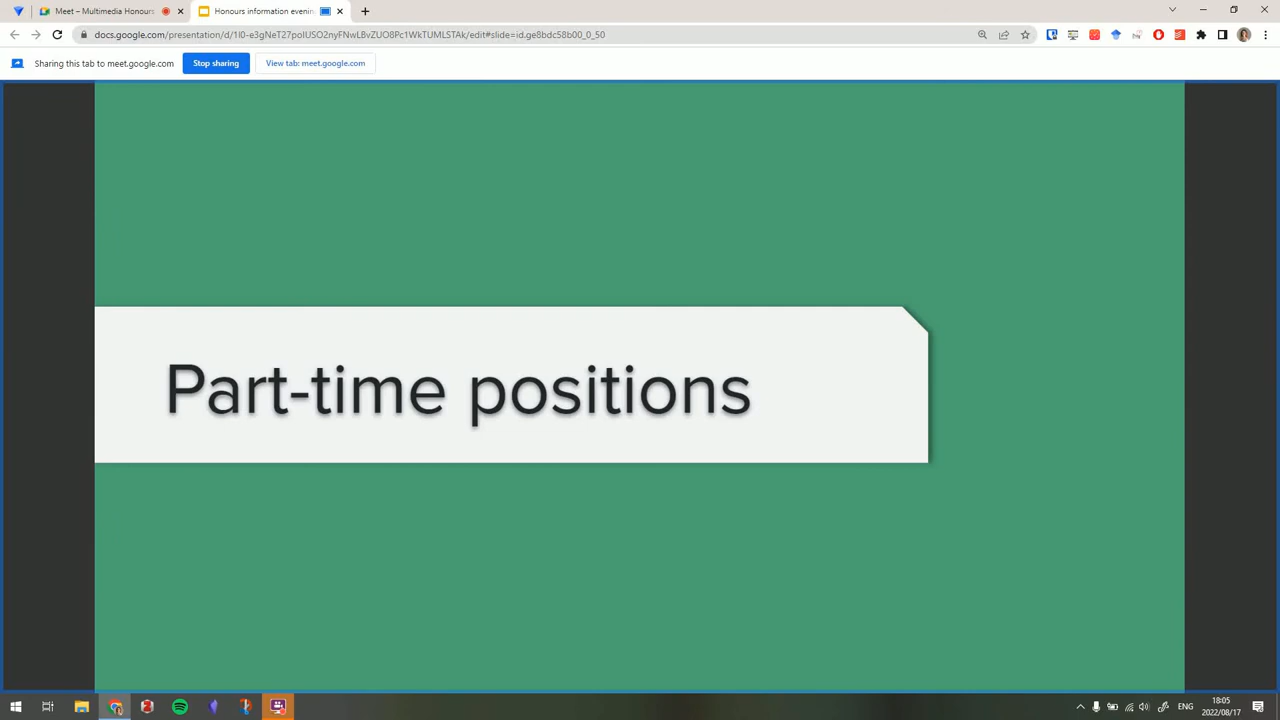 Meet – Multimedia Honours
Honours information evenin
docs.google.com/presentation/d/1I0-e3gNeT27poIUSO2nyFNwLBvZUO8Pc1WkTUMLSTAk/edit#slide=id.ge8bdc58b00_0_50
Sharing this tab to meet.google.com
Stop sharing
View tab: meet.google.com
Part-time positions
ENG
18:05
2022/08/17